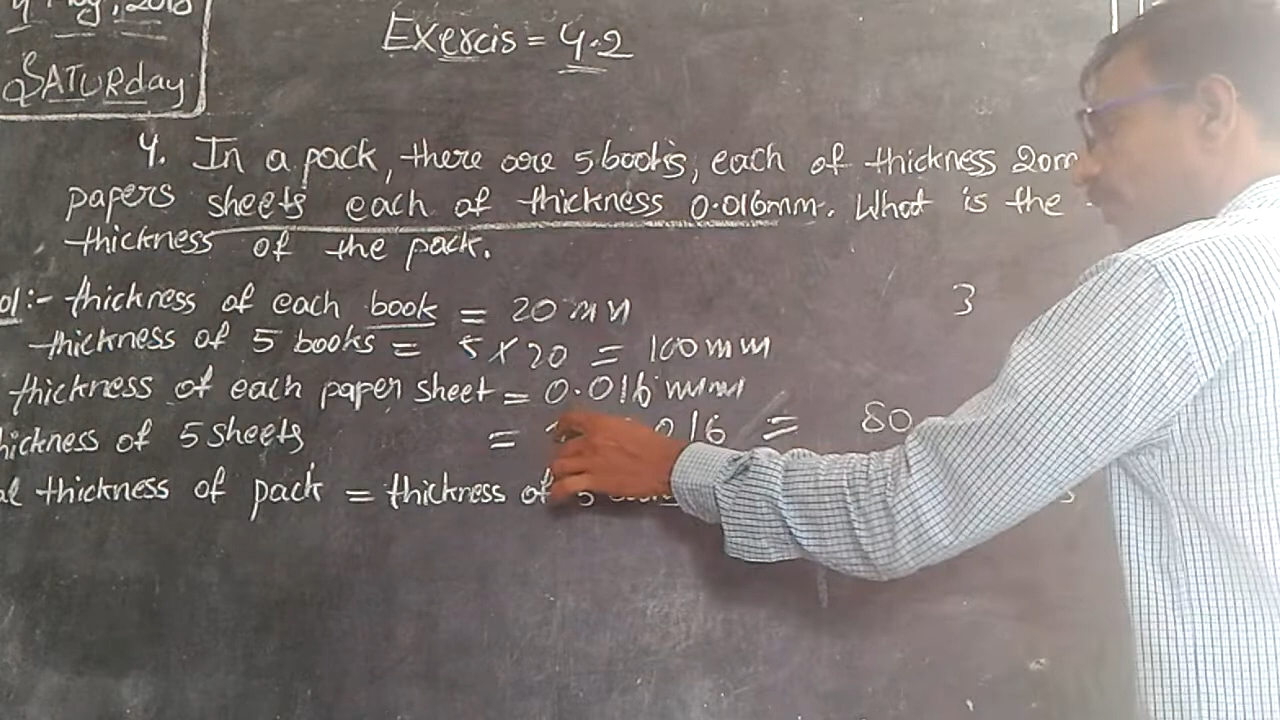 SATURday
Exercis = 4.2
4. In a pack, there are 5 books, each of thickness 20m
papers sheets each of thickness 0.016mm. What is the
thickness of the pack.
ol:- thickness of each book = 20 mm
3
thickness of 5 books = 5 x 20 = 100mm
thickness of each paper sheet = 0.016 mm
hickness of 5 sheets = 016 = 80
al thickness of pack = thickness of 5